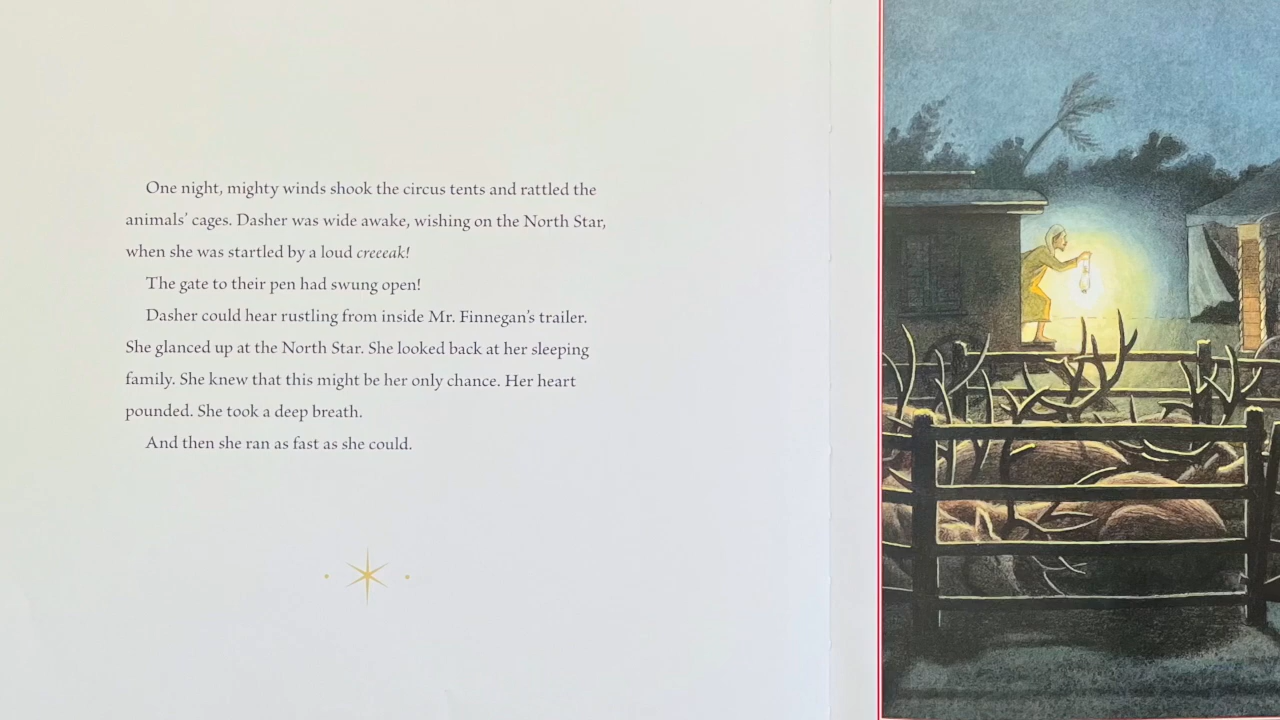 One night, mighty winds shook the circus tents and rattled the
animals’ cages. Dasher was wide awake, wishing on the North Star,
when she was startled by a loud creeeak!
The gate to their pen had swung open!
Dasher could hear rustling from inside Mr. Finnegan’s trailer.
She glanced up at the North Star. She looked back at her sleeping
family. She knew that this might be her only chance. Her heart
pounded. She took a deep breath.
And then she ran as fast as she could.